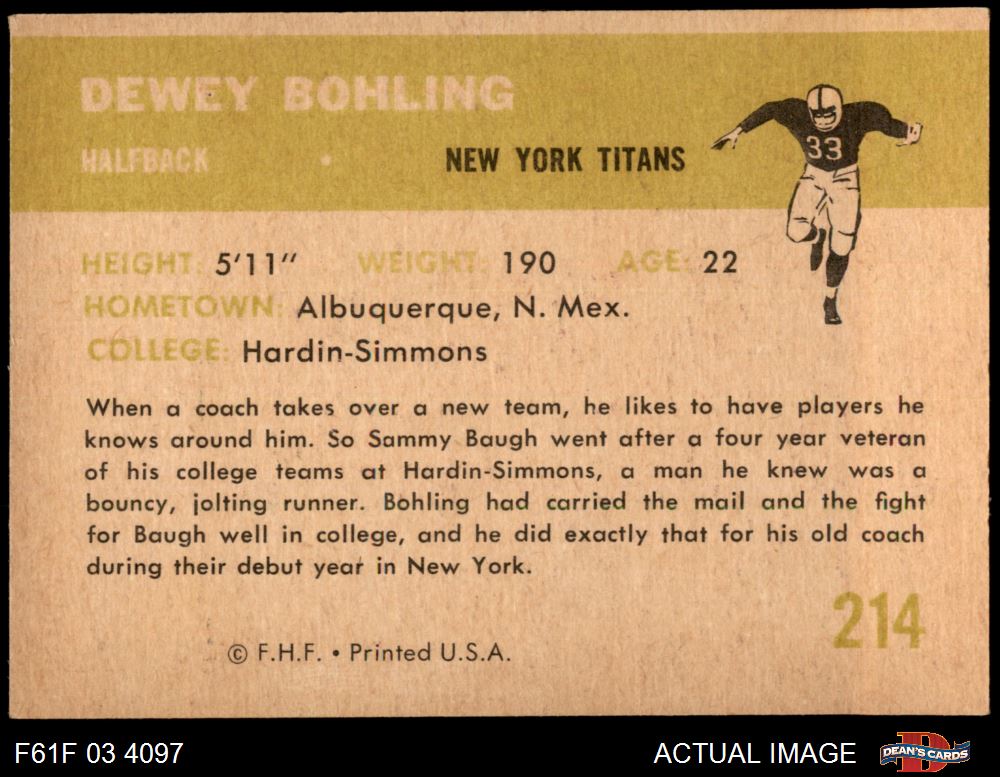 DEWEY BOHLING
HALFBACK • NEW YORK TITANS
33
HEIGHT: 5'11" WEIGHT: 190 AGE: 22
HOMETOWN: Albuquerque, N. Mex.
COLLEGE: Hardin-Simmons
When a coach takes over a new team, he likes to have players he
knows around him. So Sammy Baugh went after a four year veteran
of his college teams at Hardin-Simmons, a man he knew was a
bouncy, jolting runner. Bohling had carried the mail and the fight
for Baugh well in college, and he did exactly that for his old coach
during their debut year in New York.
214
© F.H.F. • Printed U.S.A.
F61F 03 4097 ACTUAL IMAGE DEAN'S CARDS